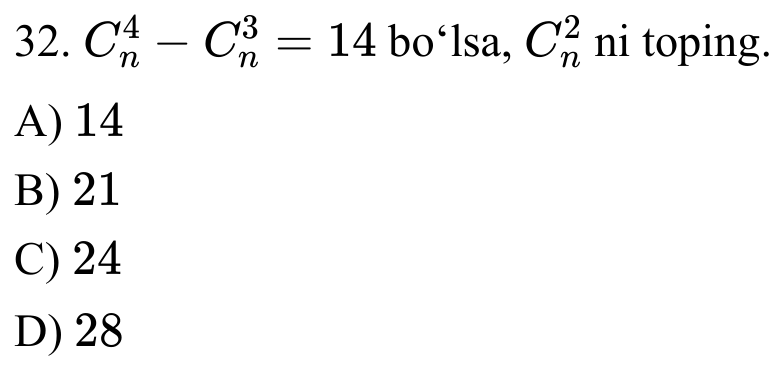 32. $C_n^4 - C_n^3 = 14$ bo‘lsa, $C_n^2$ ni toping.
A) 14
B) 21
C) 24
D) 28